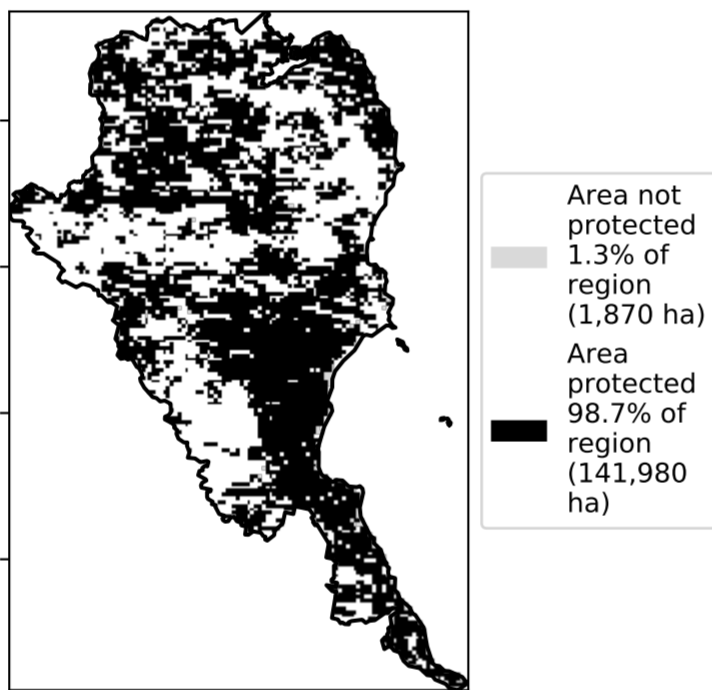 Area not
protected
1.3% of
region
(1,870 ha)
Area
protected
98.7% of
region
(141,980
ha)